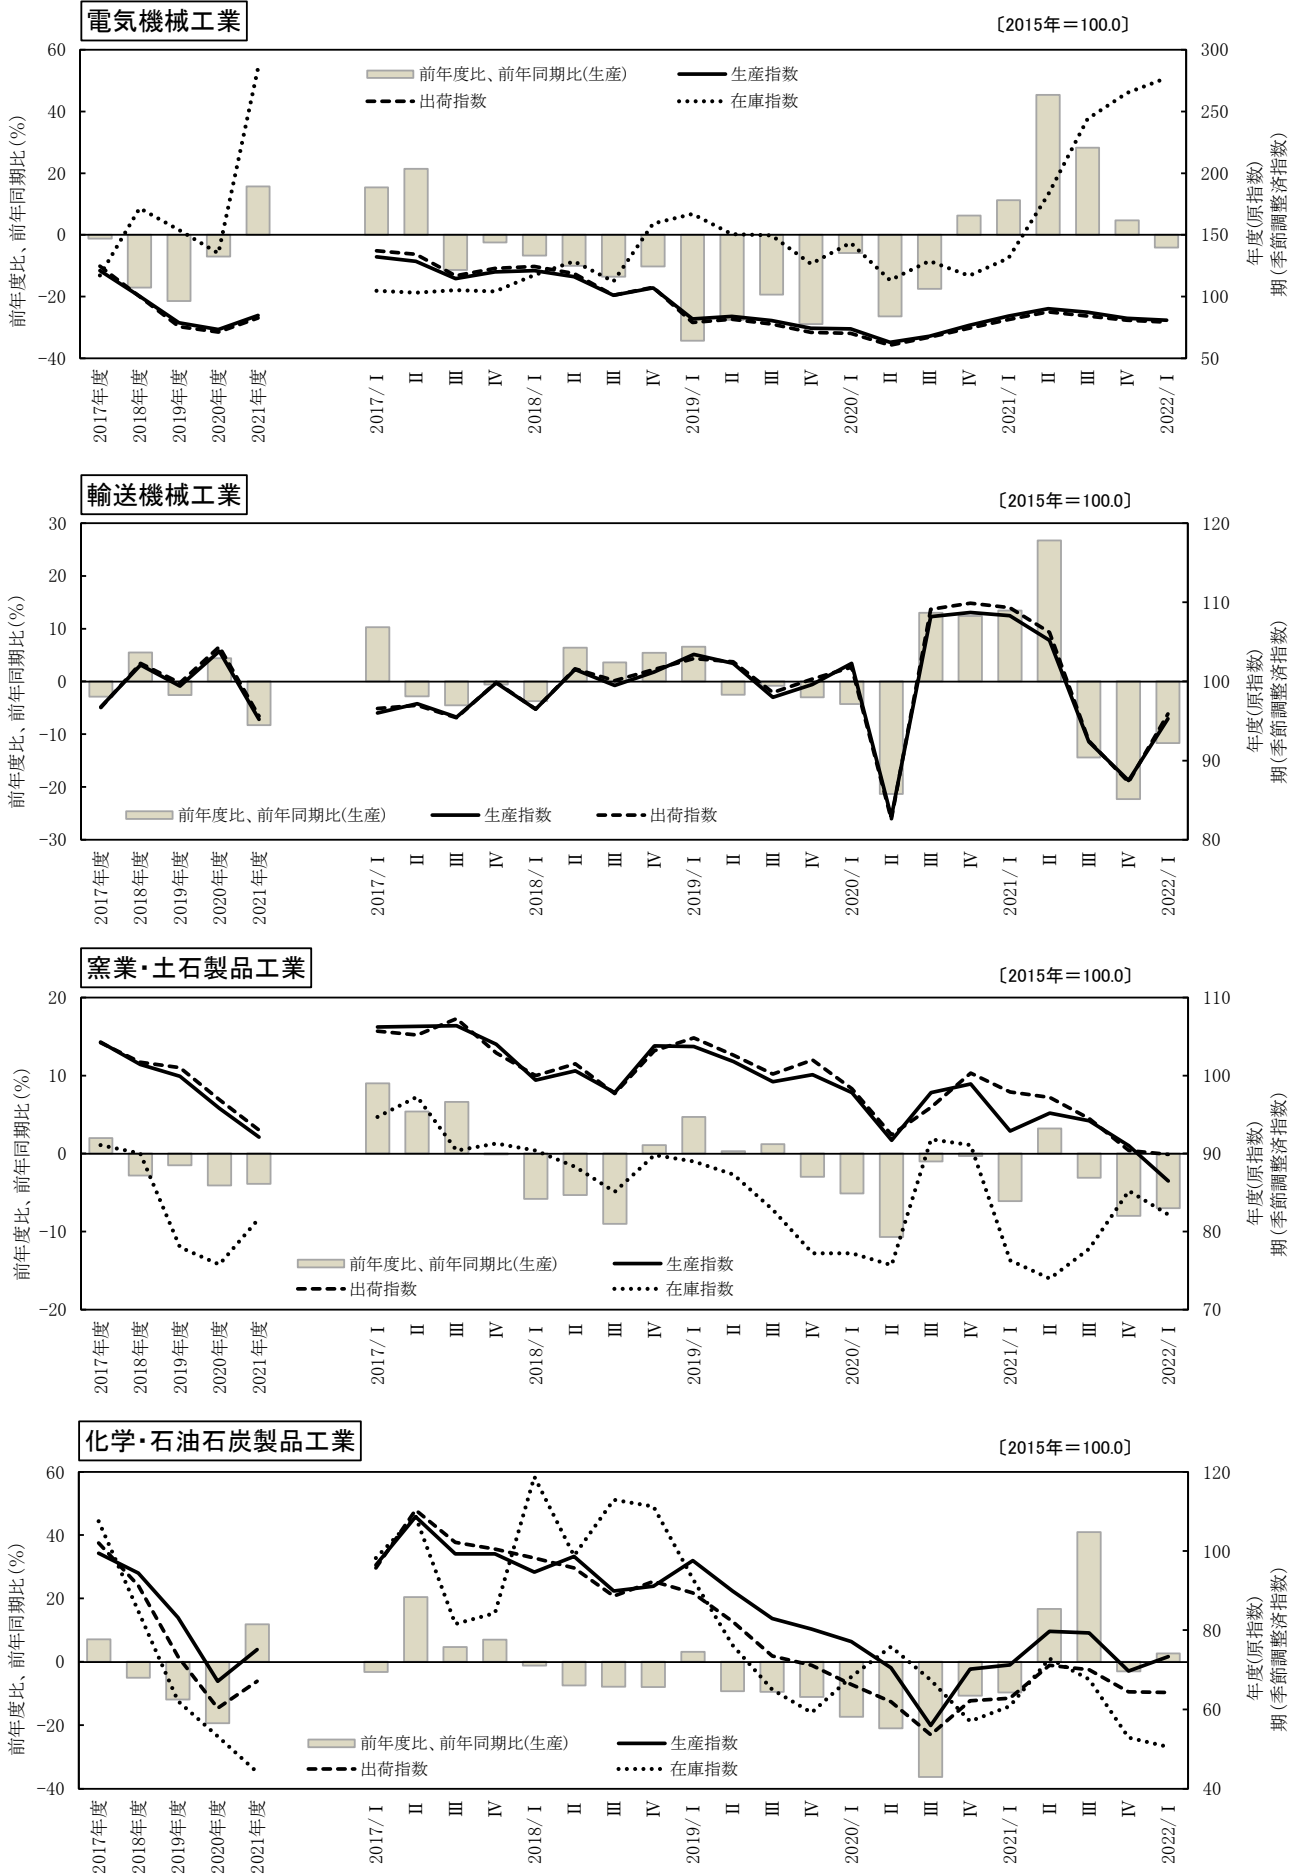 電気機械工業
〔2015年＝100.0〕
前年度比、前年同期比(%)
60
40
20
0
−20
−40
前年度比、前年同期比(生産)
生産指数
出荷指数
在庫指数
300
250
200
150
100
50
年度(原指数)
期(季節調整済指数)
2017年度
2018年度
2019年度
2020年度
2021年度
2017/Ⅰ
Ⅱ
Ⅲ
Ⅳ
2018/Ⅰ
Ⅱ
Ⅲ
Ⅳ
2019/Ⅰ
Ⅱ
Ⅲ
Ⅳ
2020/Ⅰ
Ⅱ
Ⅲ
Ⅳ
2021/Ⅰ
Ⅱ
Ⅲ
Ⅳ
2022/Ⅰ
輸送機械工業
〔2015年＝100.0〕
前年度比、前年同期比(%)
30
20
10
0
−10
−20
−30
前年度比、前年同期比(生産)
生産指数
出荷指数
120
110
100
90
80
年度(原指数)
期(季節調整済指数)
2017年度
2018年度
2019年度
2020年度
2021年度
2017/Ⅰ
Ⅱ
Ⅲ
Ⅳ
2018/Ⅰ
Ⅱ
Ⅲ
Ⅳ
2019/Ⅰ
Ⅱ
Ⅲ
Ⅳ
2020/Ⅰ
Ⅱ
Ⅲ
Ⅳ
2021/Ⅰ
Ⅱ
Ⅲ
Ⅳ
2022/Ⅰ
窯業・土石製品工業
〔2015年＝100.0〕
前年度比、前年同期比(%)
20
10
0
−10
−20
前年度比、前年同期比(生産)
生産指数
出荷指数
在庫指数
110
100
90
80
70
年度(原指数)
期(季節調整済指数)
2017年度
2018年度
2019年度
2020年度
2021年度
2017/Ⅰ
Ⅱ
Ⅲ
Ⅳ
2018/Ⅰ
Ⅱ
Ⅲ
Ⅳ
2019/Ⅰ
Ⅱ
Ⅲ
Ⅳ
2020/Ⅰ
Ⅱ
Ⅲ
Ⅳ
2021/Ⅰ
Ⅱ
Ⅲ
Ⅳ
2022/Ⅰ
化学・石油石炭製品工業
〔2015年＝100.0〕
前年度比、前年同期比(%)
60
40
20
0
−20
−40
前年度比、前年同期比(生産)
生産指数
出荷指数
在庫指数
120
100
80
60
40
年度(原指数)
期(季節調整済指数)
2017年度
2018年度
2019年度
2020年度
2021年度
2017/Ⅰ
Ⅱ
Ⅲ
Ⅳ
2018/Ⅰ
Ⅱ
Ⅲ
Ⅳ
2019/Ⅰ
Ⅱ
Ⅲ
Ⅳ
2020/Ⅰ
Ⅱ
Ⅲ
Ⅳ
2021/Ⅰ
Ⅱ
Ⅲ
Ⅳ
2022/Ⅰ